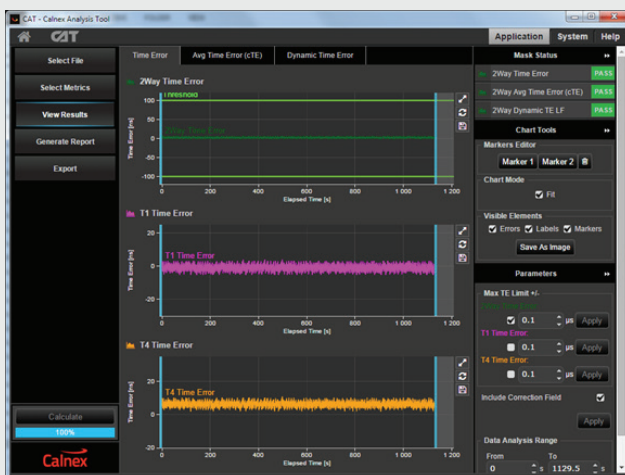 CAT - Calnex Analysis Tool
CAT
Application System Help
Select File
Select Metrics
View Results
Generate Report
Export
Calculate
100%
Calnex
Time Error Avg Time Error (cTE) Dynamic Time Error
2Way Time Error
Time Error [ns]
100
50
0
-50
-100
Threshold
2Way Time Error
0 200 400 600 800 1 000 1 200
Elapsed Time [s]
T1 Time Error
Time Error [ns]
20
0
-20
T1 Time Error
0 200 400 600 800 1 000 1 200
Elapsed Time [s]
T4 Time Error
Time Error [ns]
20
0
-20
T4 Time Error
0 200 400 600 800 1 000 1 200
Elapsed Time [s]
Mask Status
2Way Time Error PASS
2Way Avg Time Error (cTE) PASS
2Way Dynamic TE LF PASS
Chart Tools
Markers Editor
Marker 1 Marker 2
Chart Mode
Fit
Visible Elements
Errors Labels Markers
Save As Image
Parameters
Max TE Limit +/-
0.1 µs Apply
T1 Time Error:
0.1 µs Apply
T4 Time Error:
0.1 µs Apply
Include Correction Field
Apply
Data Analysis Range
From To
0 s 1129.5 s